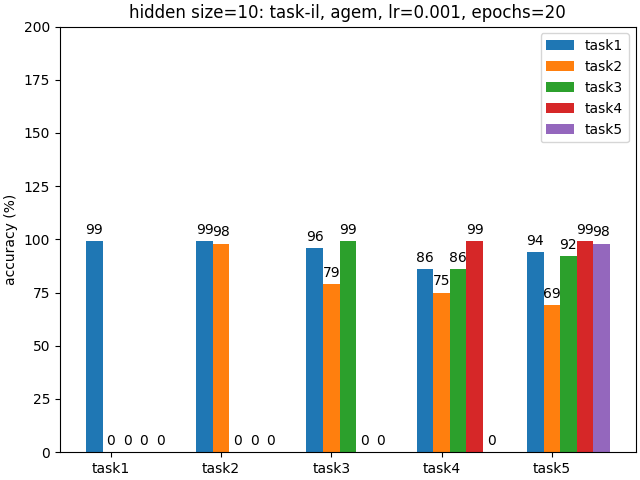 hidden size=10: task-il, agem, lr=0.001, epochs=20
accuracy (%)
200
175
150
125
100
75
50
25
0
task1
task2
task3
task4
task5
99 0 0 0 0
99 98 0 0 0
96 79 99 0 0
86 75 86 99 0
94 69 92 99 98
task1 task2 task3 task4 task5